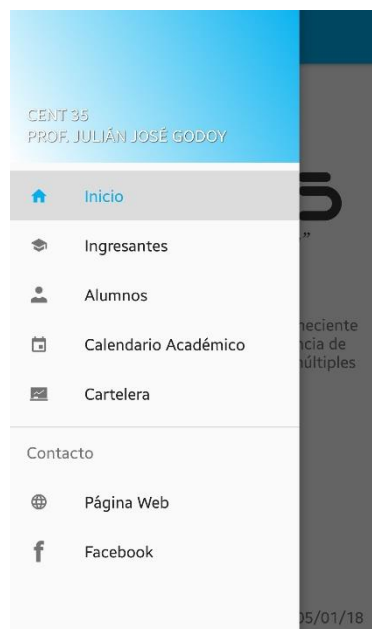 CENT 35
PROF. JULIÁN JOSÉ GODOY
Inicio
Ingresantes
Alumnos
Calendario Académico
Cartelera
Contacto
Página Web
Facebook